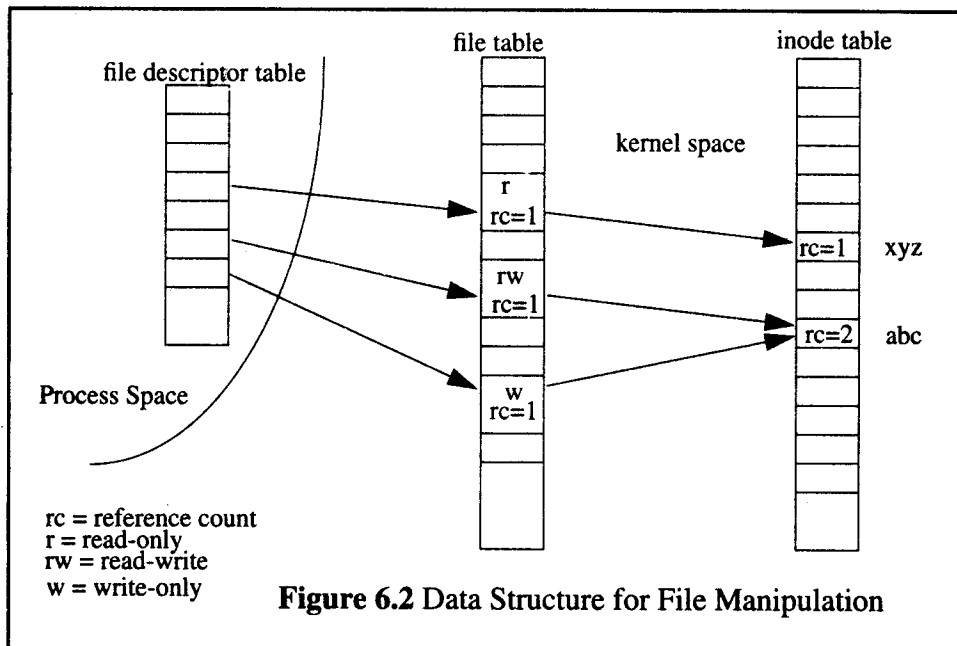 file table
inode table
file descriptor table
kernel space
r
rc=1
rc=1
xyz
rw
rc=1
rc=2
abc
w
rc=1
Process Space
rc = reference count
r = read-only
rw = read-write
w = write-only
Figure 6.2 Data Structure for File Manipulation